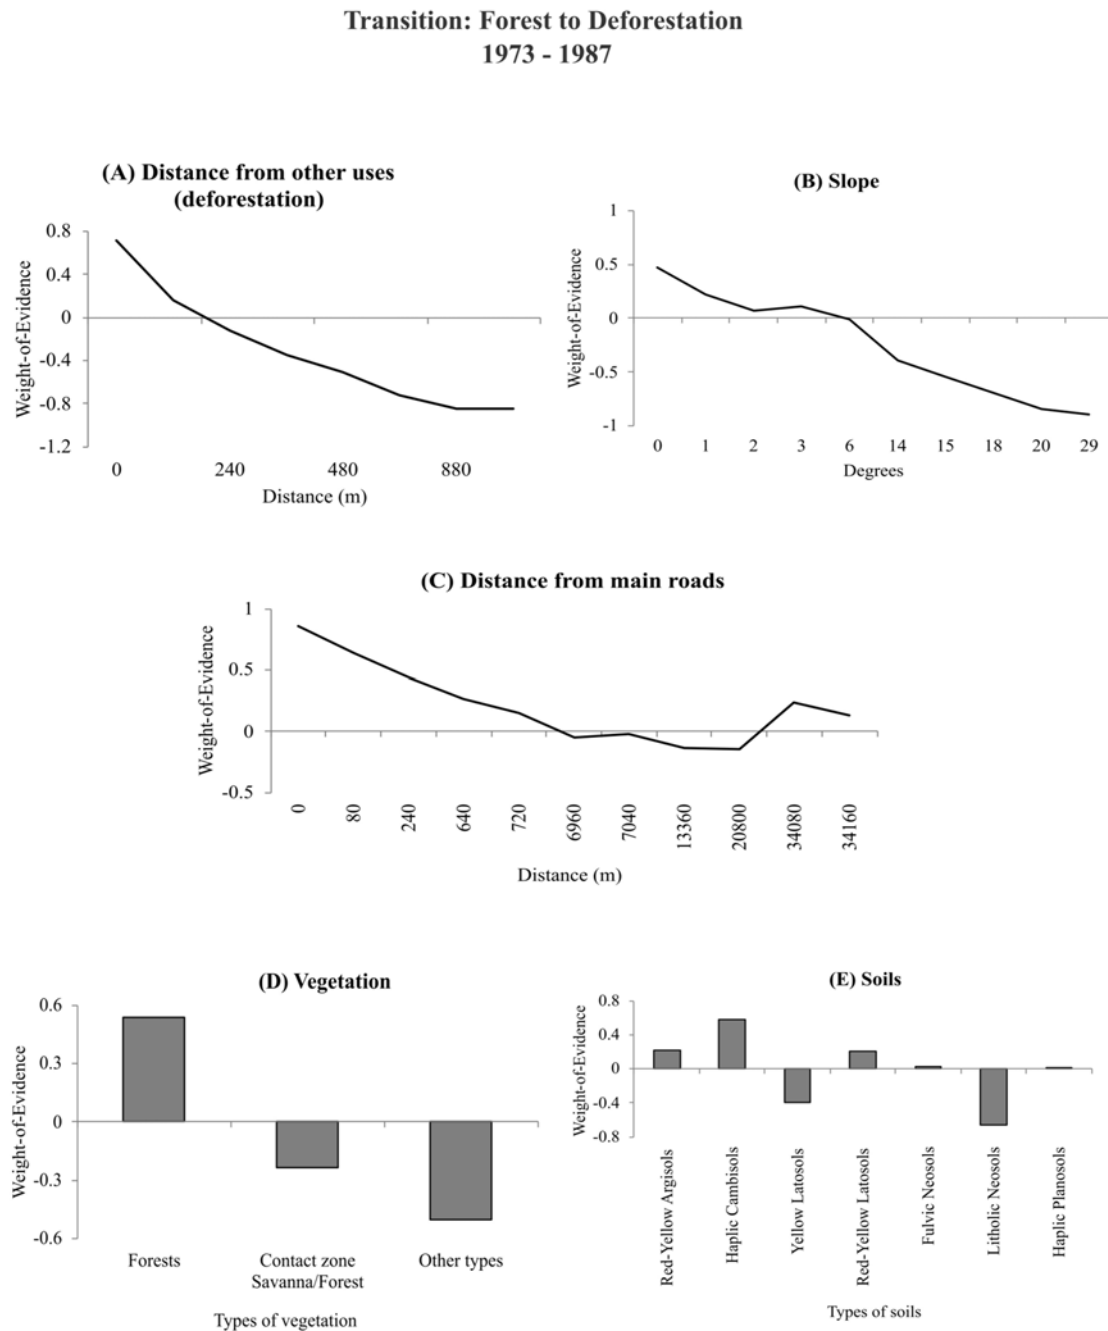 Transition: Forest to Deforestation
1973 - 1987
(A) Distance from other uses
(deforestation)
Weight-of-Evidence
0.8
0.4
0
-0.4
-0.8
-1.2
0 240 480 880
Distance (m)
(B) Slope
Weight-of-Evidence
1
0.5
0
-0.5
-1
0 1 2 3 6 14 15 18 20 29
Degrees
(C) Distance from main roads
Weight-of-Evidence
1
0.5
0
-0.5
0 80 240 640 720 6960 7040 13360 20800 34080 34160
Distance (m)
(D) Vegetation
Weight-of-Evidence
0.6
0.3
0
-0.3
-0.6
Forests
Contact zone
Savanna/Forest
Other types
Types of vegetation
(E) Soils
Weight-of-Evidence
0.8
0.4
0
-0.4
-0.8
Red-Yellow Argisols
Haplic Cambisols
Yellow Latosols
Red-Yellow Latosols
Fulvic Neosols
Litholic Neosols
Haplic Planosols
Types of soils